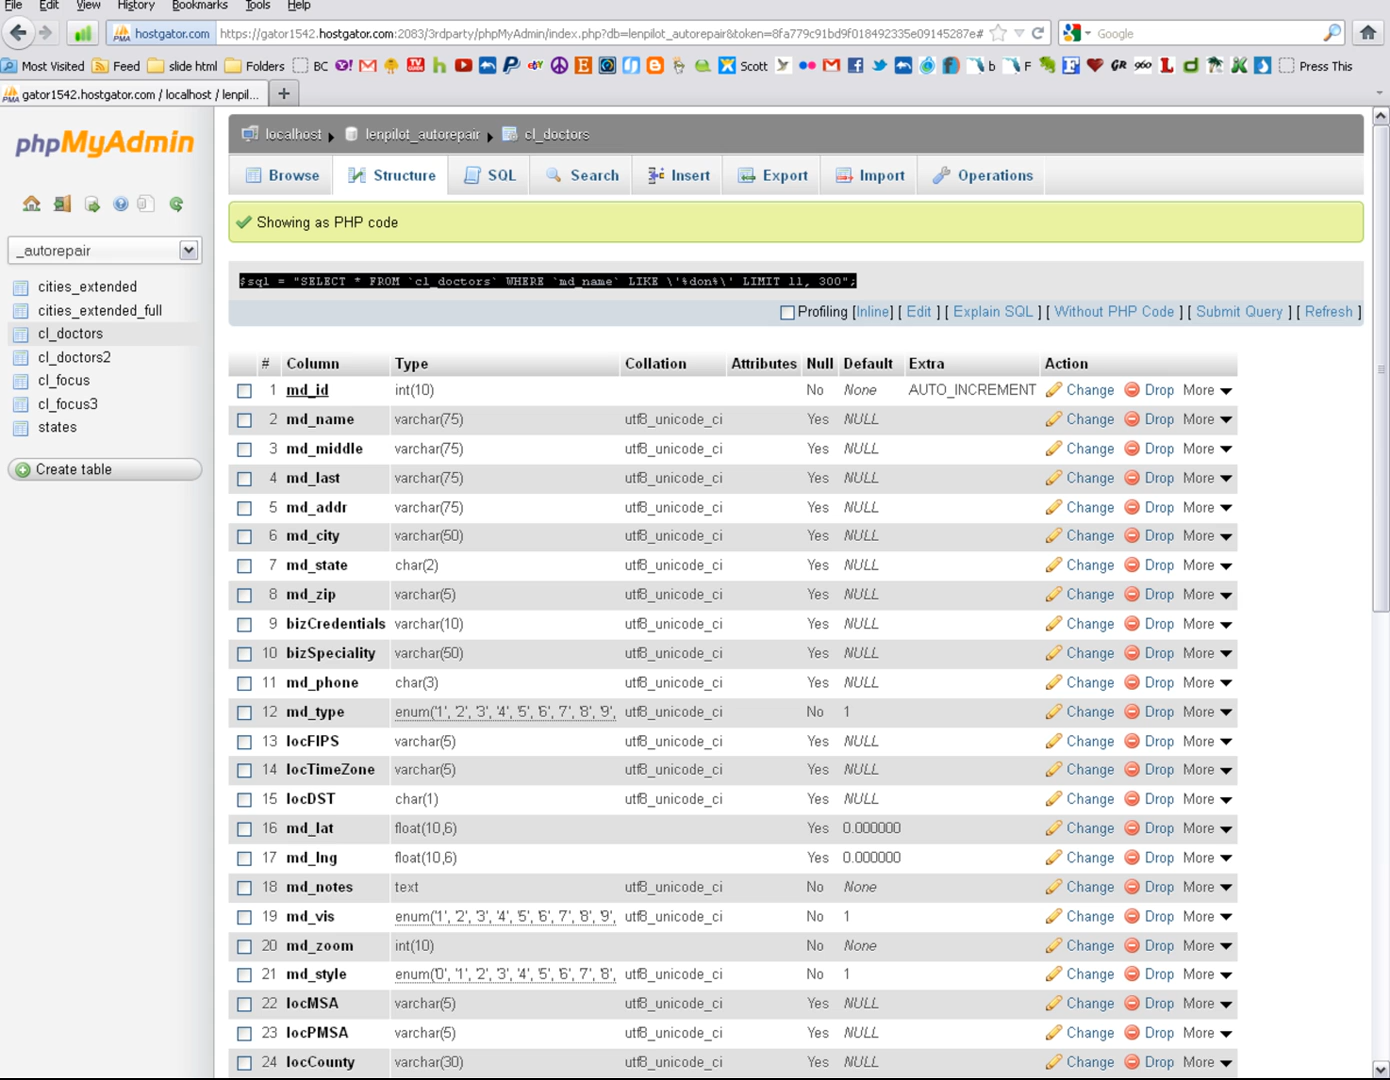 File Edit View History Bookmarks Tools Help
hostgator.com https://gator1542.hostgator.com:2083/3rdparty/phpMyAdmin/index.php?db=lenpilot_autorepair&token=8fa779c91bd9f018492335e09145287e# Google
Most Visited Feed slide html Folders BC Scott b F GR 960 L d Press This
gator1542.hostgator.com / localhost / lenpil...
phpMyAdmin
localhost lenpilot_autorepair cl_doctors
Browse Structure SQL Search Insert Export Import Operations
Showing as PHP code
_autorepair
cities_extended
cities_extended_full
cl_doctors
cl_doctors2
cl_focus
cl_focus3
states
Create table
$sql = "SELECT * FROM `cl_doctors` WHERE `md_name` LIKE \'%don%\' LIMIT 11, 300";
Profiling [Inline] [ Edit ] [ Explain SQL ] [ Without PHP Code ] [ Submit Query ] [ Refresh ]
# Column Type Collation Attributes Null Default Extra Action
1 md_id int(10) No None AUTO_INCREMENT Change Drop More
2 md_name varchar(75) utf8_unicode_ci Yes NULL Change Drop More
3 md_middle varchar(75) utf8_unicode_ci Yes NULL Change Drop More
4 md_last varchar(75) utf8_unicode_ci Yes NULL Change Drop More
5 md_addr varchar(75) utf8_unicode_ci Yes NULL Change Drop More
6 md_city varchar(50) utf8_unicode_ci Yes NULL Change Drop More
7 md_state char(2) utf8_unicode_ci Yes NULL Change Drop More
8 md_zip varchar(5) utf8_unicode_ci Yes NULL Change Drop More
9 bizCredentials varchar(10) utf8_unicode_ci Yes NULL Change Drop More
10 bizSpeciality varchar(50) utf8_unicode_ci Yes NULL Change Drop More
11 md_phone char(3) utf8_unicode_ci Yes NULL Change Drop More
12 md_type enum('1', '2', '3', '4', '5', '6', '7', '8', '9', utf8_unicode_ci No 1 Change Drop More
13 locFIPS varchar(5) utf8_unicode_ci Yes NULL Change Drop More
14 locTimeZone varchar(5) utf8_unicode_ci Yes NULL Change Drop More
15 locDST char(1) utf8_unicode_ci Yes NULL Change Drop More
16 md_lat float(10,6) Yes 0.000000 Change Drop More
17 md_lng float(10,6) Yes 0.000000 Change Drop More
18 md_notes text utf8_unicode_ci No None Change Drop More
19 md_vis enum('1', '2', '3', '4', '5', '6', '7', '8', '9', utf8_unicode_ci No 1 Change Drop More
20 md_zoom int(10) No None Change Drop More
21 md_style enum('0', '1', '2', '3', '4', '5', '6', '7', '8', utf8_unicode_ci No 1 Change Drop More
22 locMSA varchar(5) utf8_unicode_ci Yes NULL Change Drop More
23 locPMSA varchar(5) utf8_unicode_ci Yes NULL Change Drop More
24 locCounty varchar(30) utf8_unicode_ci Yes NULL Change Drop More